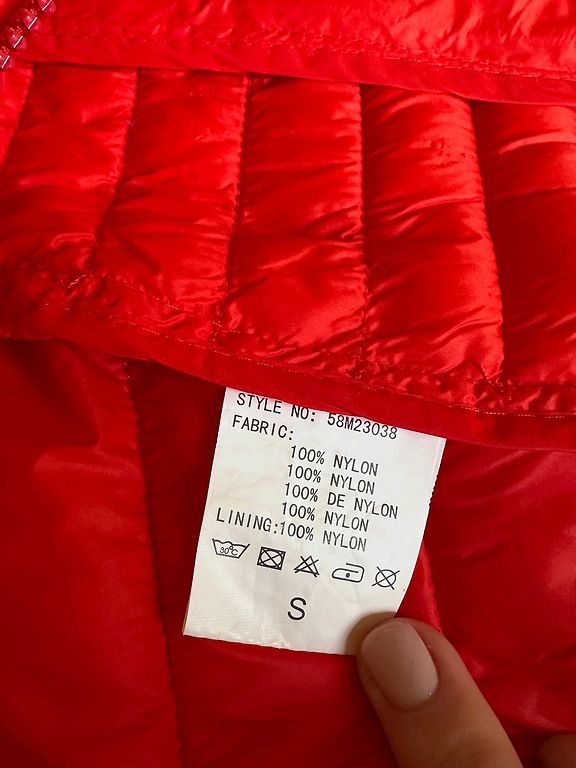 STYLE NO: 58M23038
FABRIC:
100% NYLON
100% NYLON
100% DE NYLON
100% NYLON
LINING:100% NYLON
30°C
S